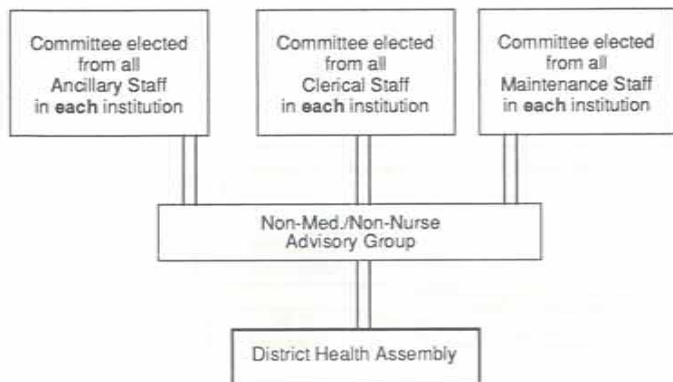 Committee elected
from all
Ancillary Staff
in each institution
Committee elected
from all
Clerical Staff
in each institution
Committee elected
from all
Maintenance Staff
in each institution
Non-Med./Non-Nurse
Advisory Group
District Health Assembly